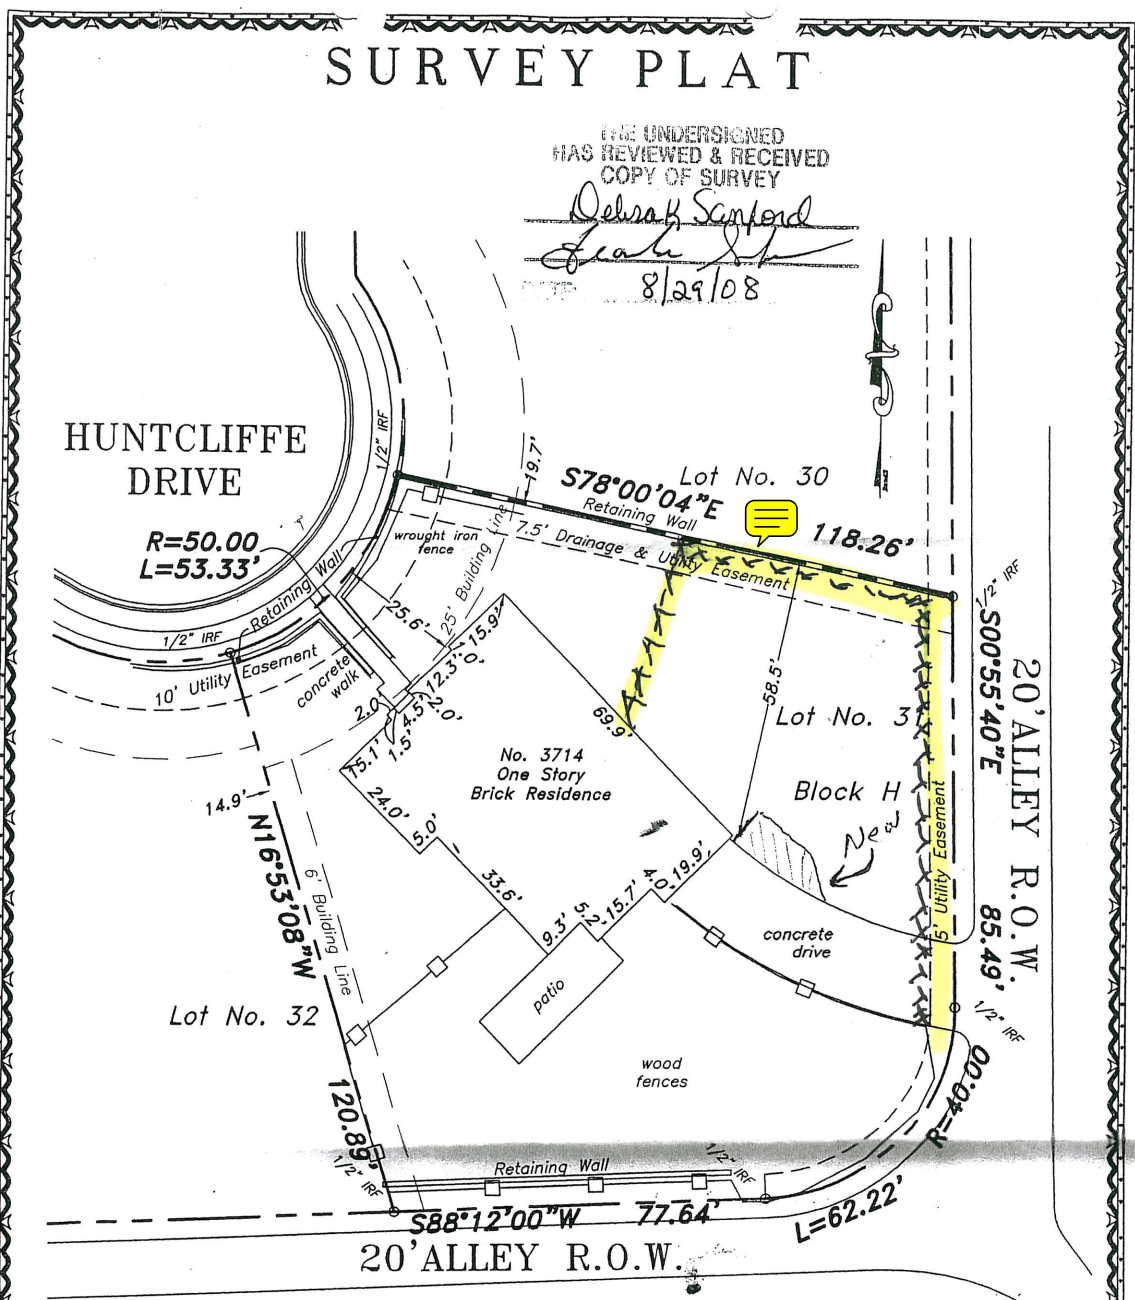 SURVEY PLAT
THE UNDERSIGNED
HAS REVIEWED & RECEIVED
COPY OF SURVEY
Debra K Sanford
8/29/08
HUNTCLIFFE
DRIVE
R=50.00
L=53.33'
1/2" IRF
19.7'
S78°00'04"E
Lot No. 30
Retaining Wall
118.26'
7.5' Drainage & Utility Easement
wrought iron
fence
25' Building Line
Retaining Wall
1/2" IRF
1/2" IRF
10' Utility Easement
concrete
walk
25.6'
15.9'
.0'
12.3'
2.0'
4.5'
2.0'
1.5'
15.1'
69.9'
58.5'
S00°55'40"E
85.49'
20'ALLEY R.O.W.
Lot No. 31
Block H
New
No. 3714
One Story
Brick Residence
14.9'
24.0'
5.0'
33.6'
9.3'
5.2'
15.7'
4.0'
19.9'
N16°53'08"W
120.89'
6' Building Line
5' Utility Easement
concrete
drive
patio
Lot No. 32
wood
fences
1/2" IRF
R=40.00
L=62.22'
1/2" IRF
Retaining Wall
1/2" IRF
S88°12'00"W
77.64'
20'ALLEY R.O.W.